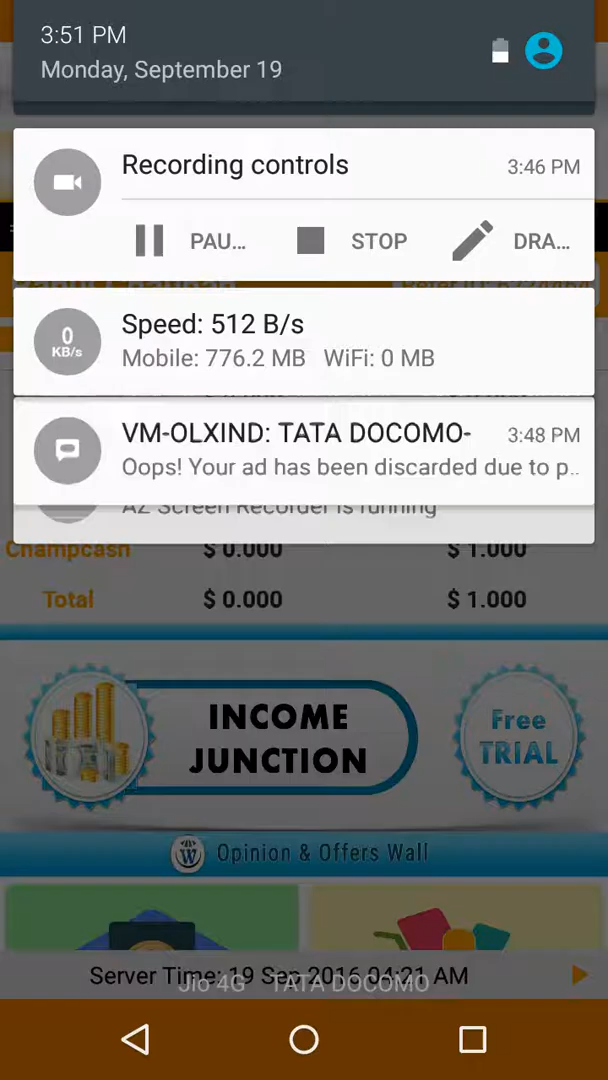 3:51 PM
Monday, September 19
Recording controls 3:46 PM
PAU... STOP DRA...
0
KB/s
Speed: 512 B/s
Mobile: 776.2 MB WiFi: 0 MB
VM-OLXIND: TATA DOCOMO- 3:48 PM
Oops! Your ad has been discarded due to p..
AZ Screen Recorder is running
Champcash $ 0.000 $ 1.000
Total $ 0.000 $ 1.000
INCOME
JUNCTION
Free
TRIAL
Opinion & Offers Wall
Server Time: 19 Sep 2016 04:21 AM
Jio 4G TATA DOCOMO